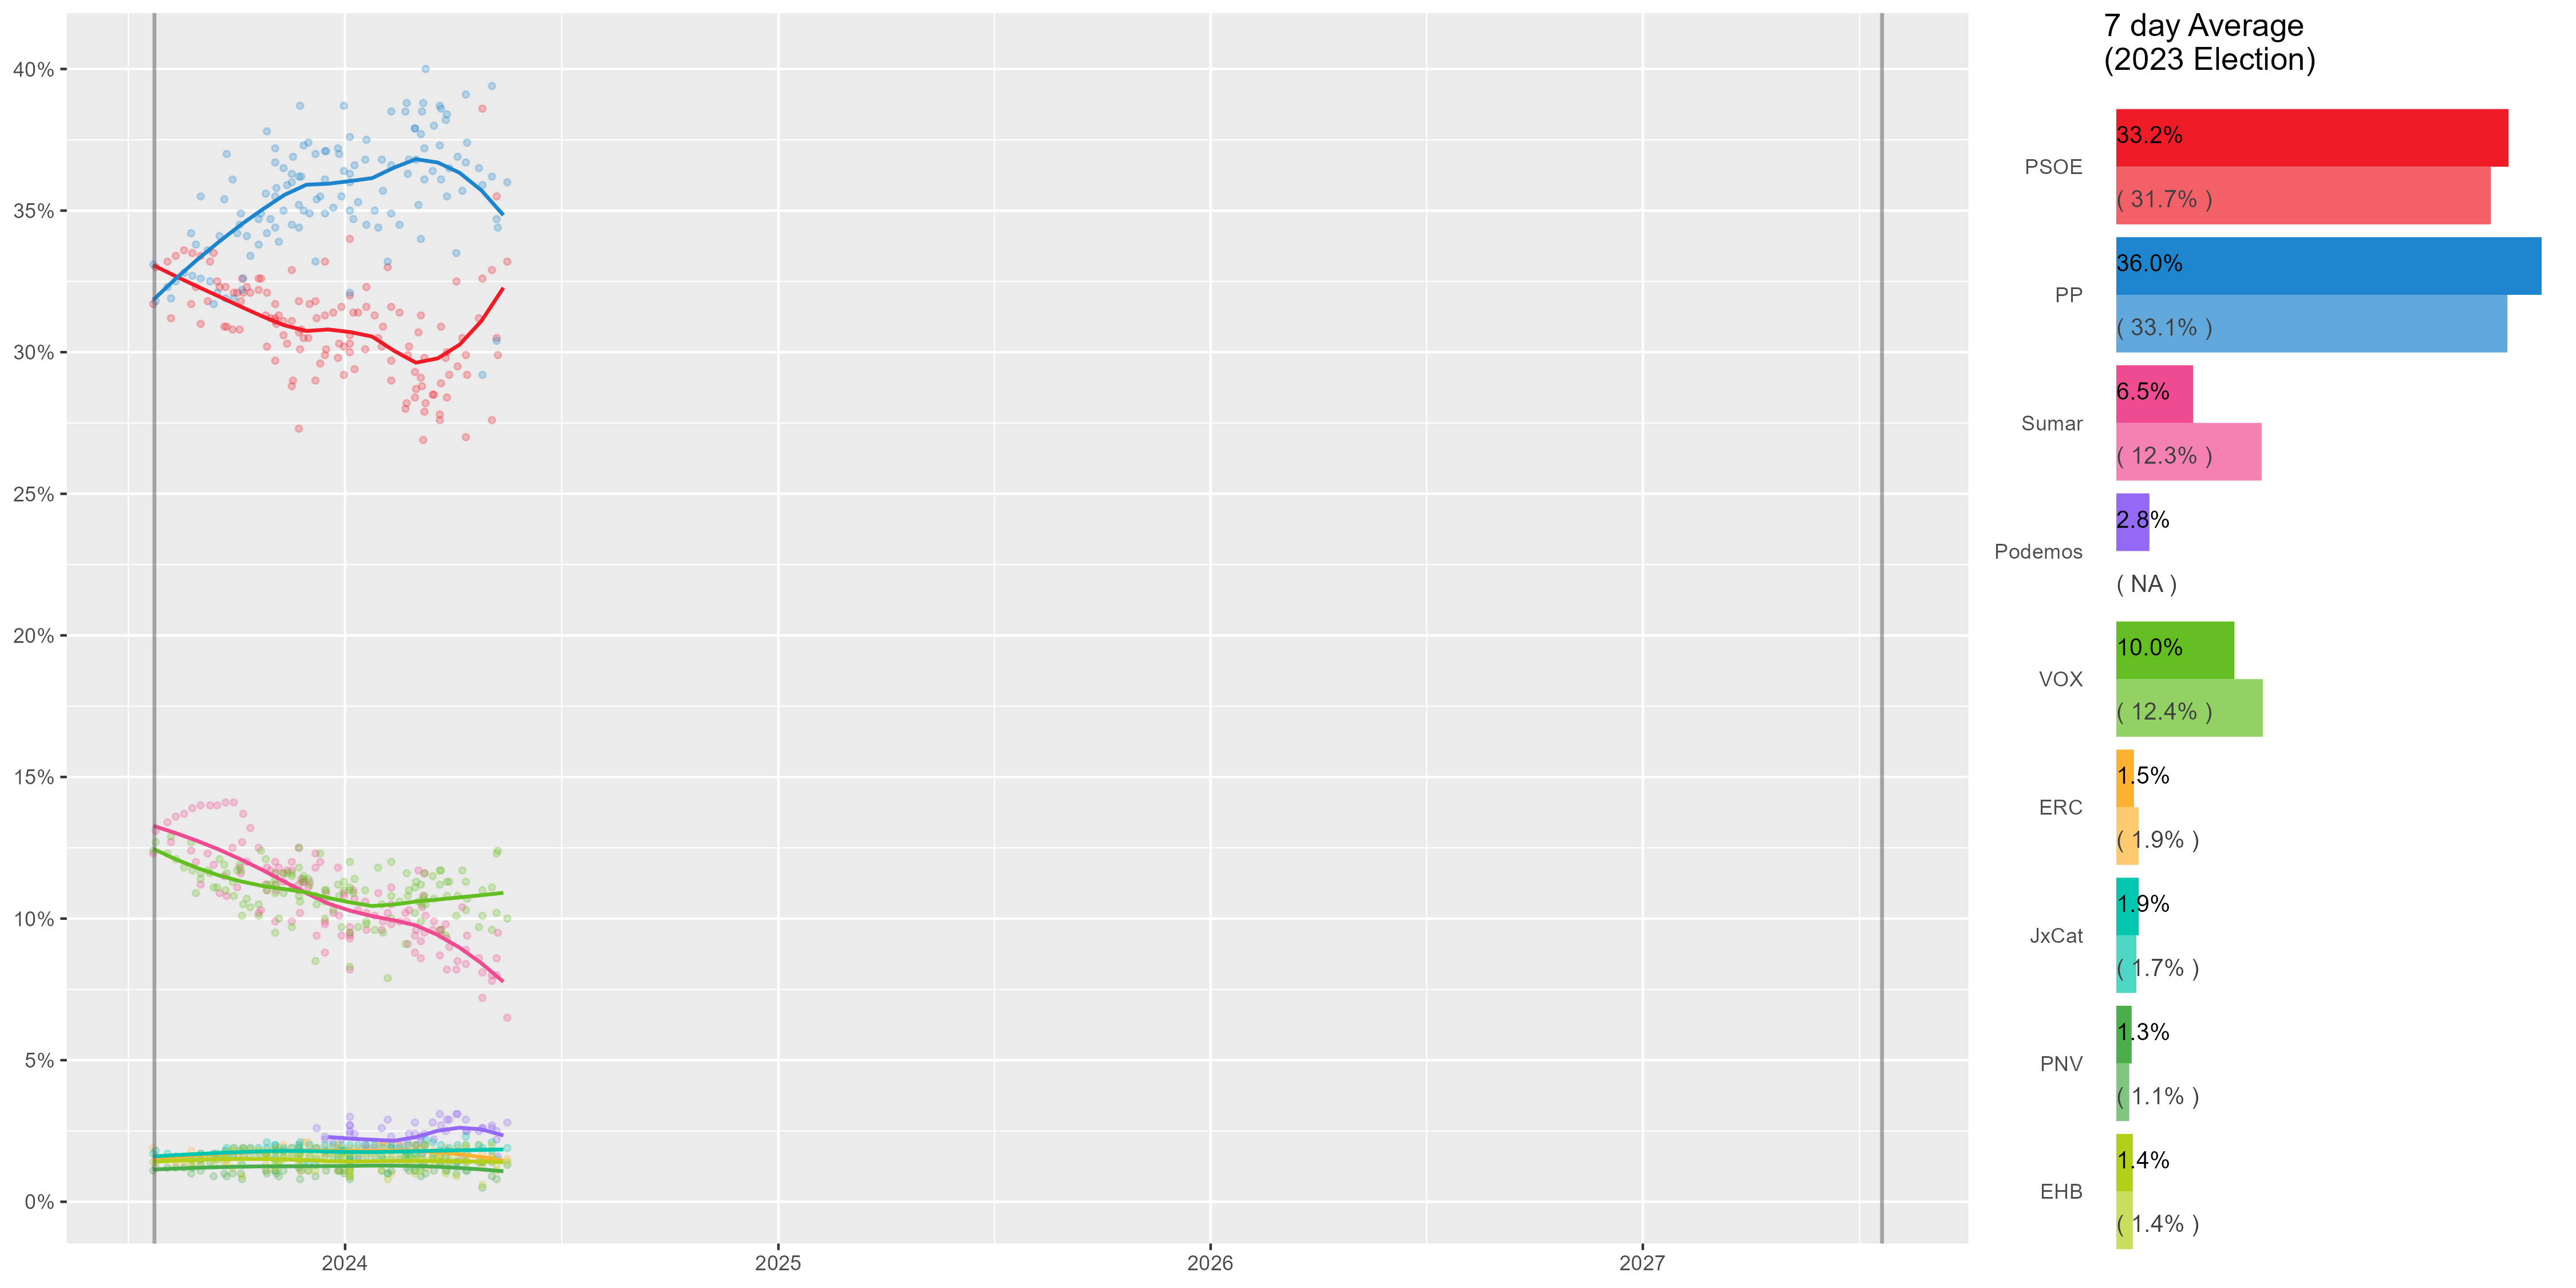 40%
35%
30%
25%
20%
15%
10%
5%
0%
2024
2025
2026
2027
7 day Average
(2023 Election)
PSOE
33.2%
( 31.7% )
PP
36.0%
( 33.1% )
Sumar
6.5%
( 12.3% )
Podemos
2.8%
( NA )
VOX
10.0%
( 12.4% )
ERC
1.5%
( 1.9% )
JxCat
1.9%
( 1.7% )
PNV
1.3%
( 1.1% )
EHB
1.4%
( 1.4% )